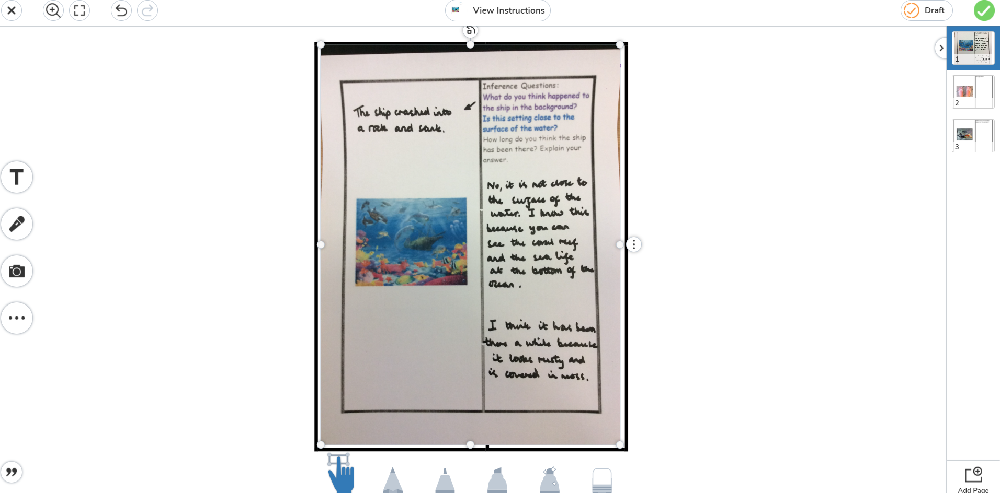 View Instructions
Draft
The ship crashed into
a rock and sank.
Inference Questions:
What do you think happened to
the ship in the background?
Is this setting close to the
surface of the water?
How long do you think the ship
has been there? Explain your
answer.
No, it is not close to
the surface of the
water. I know this
because you can
see the coral reef
and the sea life
at the bottom of the
ocean.
I think it has been
there a while because
it looks rusty and
is covered in moss.
1
2
3
T
Add Page